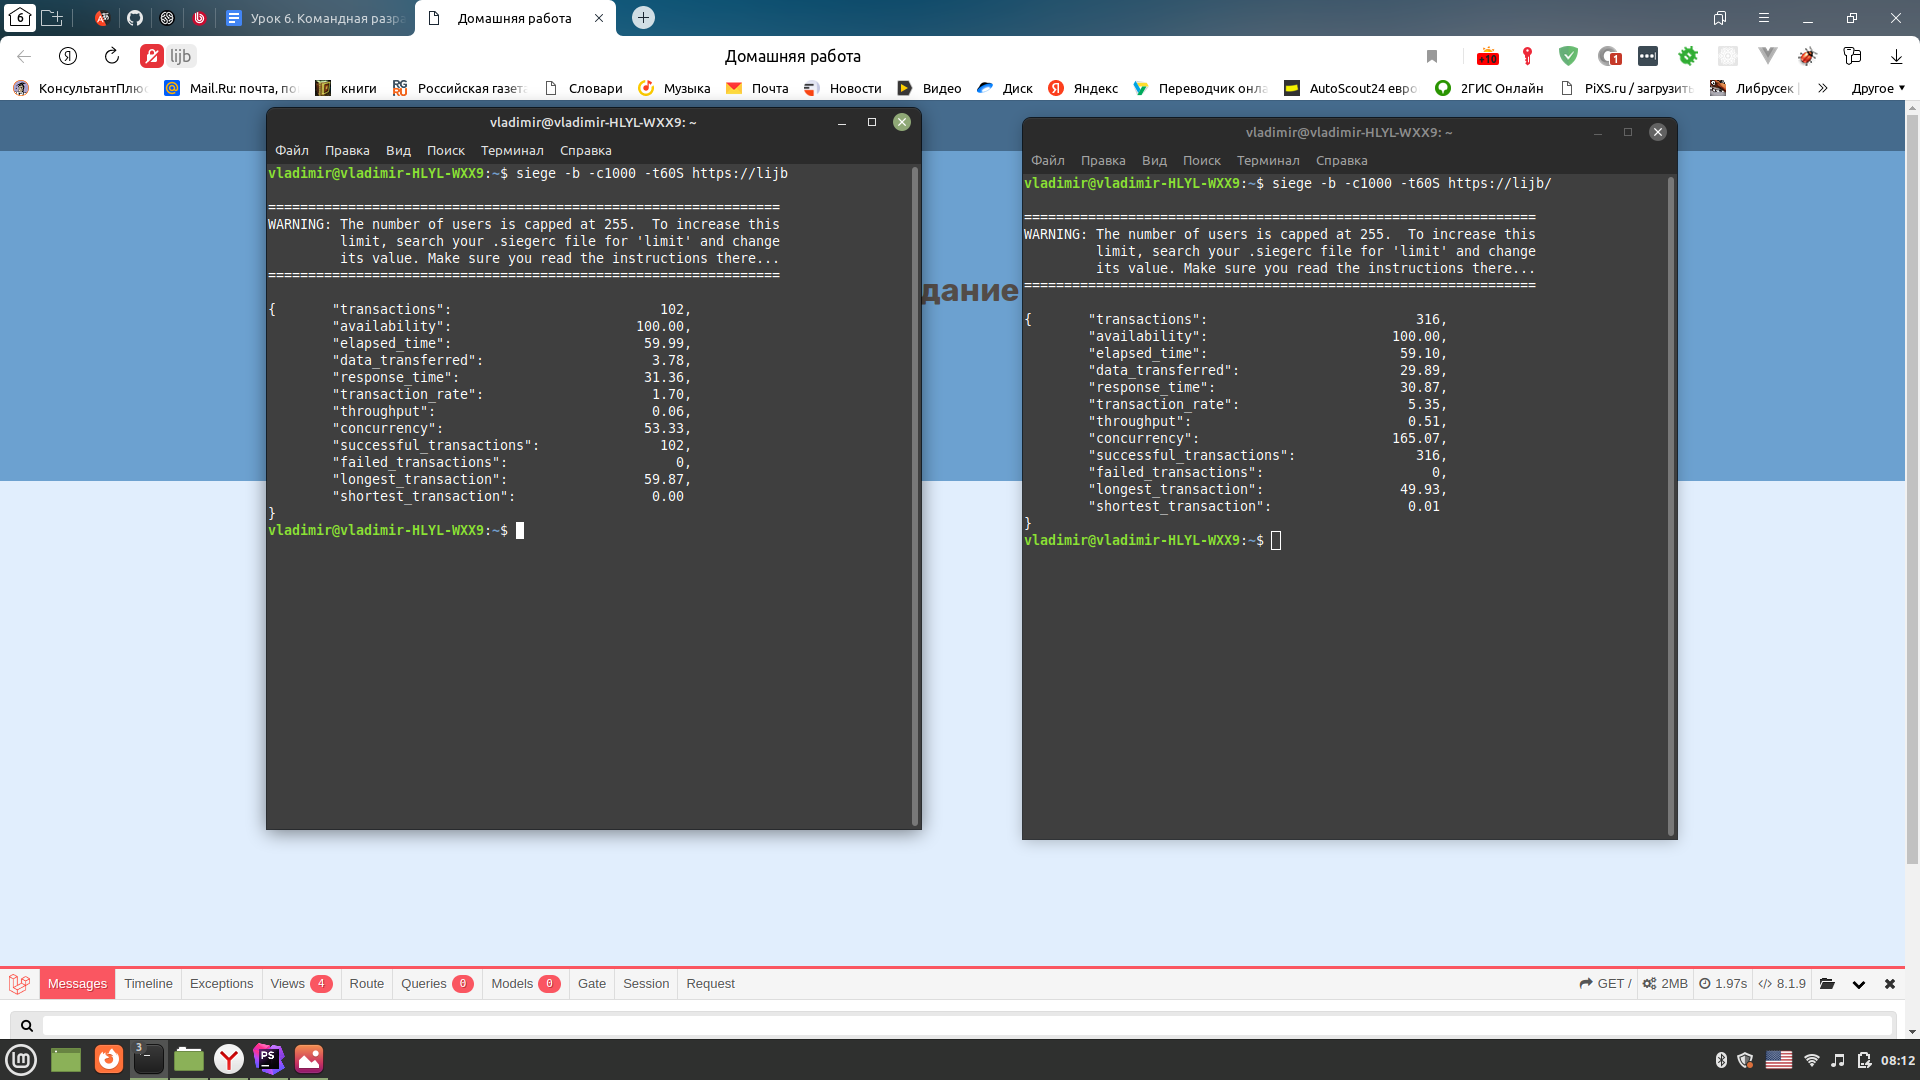 6
Урок 6. Командная разра
Домашняя работа
lijb
Домашняя работа
+10
1
КонсультантПлю
Mail.Ru: почта, по
книги
Российская газета
Словари
Музыка
Почта
Новости
Видео
Диск
Яндекс
Переводчик онла
AutoScout24 евро
2ГИС Онлайн
PiXS.ru / загрузить
Либрусек
Другое
дание
vladimir@vladimir-HLYL-WXX9: ~
Файл Правка Вид Поиск Терминал Справка
vladimir@vladimir-HLYL-WXX9:~$ siege -b -c1000 -t60S https://lijb
================================================================
WARNING: The number of users is capped at 255.  To increase this
         limit, search your .siegerc file for 'limit' and change
         its value. Make sure you read the instructions there...
================================================================
{       "transactions":                          102,
        "availability":                       100.00,
        "elapsed_time":                        59.99,
        "data_transferred":                     3.78,
        "response_time":                       31.36,
        "transaction_rate":                     1.70,
        "throughput":                           0.06,
        "concurrency":                         53.33,
        "successful_transactions":               102,
        "failed_transactions":                     0,
        "longest_transaction":                 59.87,
        "shortest_transaction":                 0.00
}
vladimir@vladimir-HLYL-WXX9:~$
vladimir@vladimir-HLYL-WXX9: ~
Файл Правка Вид Поиск Терминал Справка
vladimir@vladimir-HLYL-WXX9:~$ siege -b -c1000 -t60S https://lijb/
================================================================
WARNING: The number of users is capped at 255.  To increase this
         limit, search your .siegerc file for 'limit' and change
         its value. Make sure you read the instructions there...
================================================================
{       "transactions":                          316,
        "availability":                       100.00,
        "elapsed_time":                        59.10,
        "data_transferred":                    29.89,
        "response_time":                       30.87,
        "transaction_rate":                     5.35,
        "throughput":                           0.51,
        "concurrency":                        165.07,
        "successful_transactions":               316,
        "failed_transactions":                     0,
        "longest_transaction":                 49.93,
        "shortest_transaction":                 0.01
}
vladimir@vladimir-HLYL-WXX9:~$
Messages Timeline Exceptions Views 4 Route Queries 0 Models 0 Gate Session Request GET / 2MB 1.97s 8.1.9
3
PS
08:12